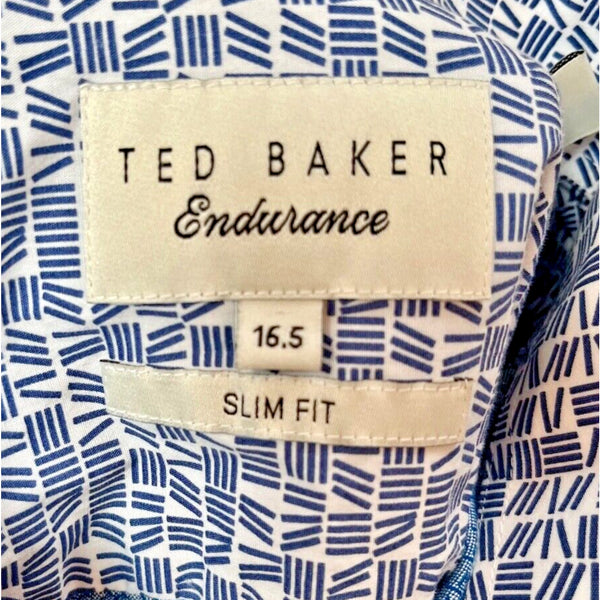 TED BAKER
Endurance
16.5
SLIM FIT